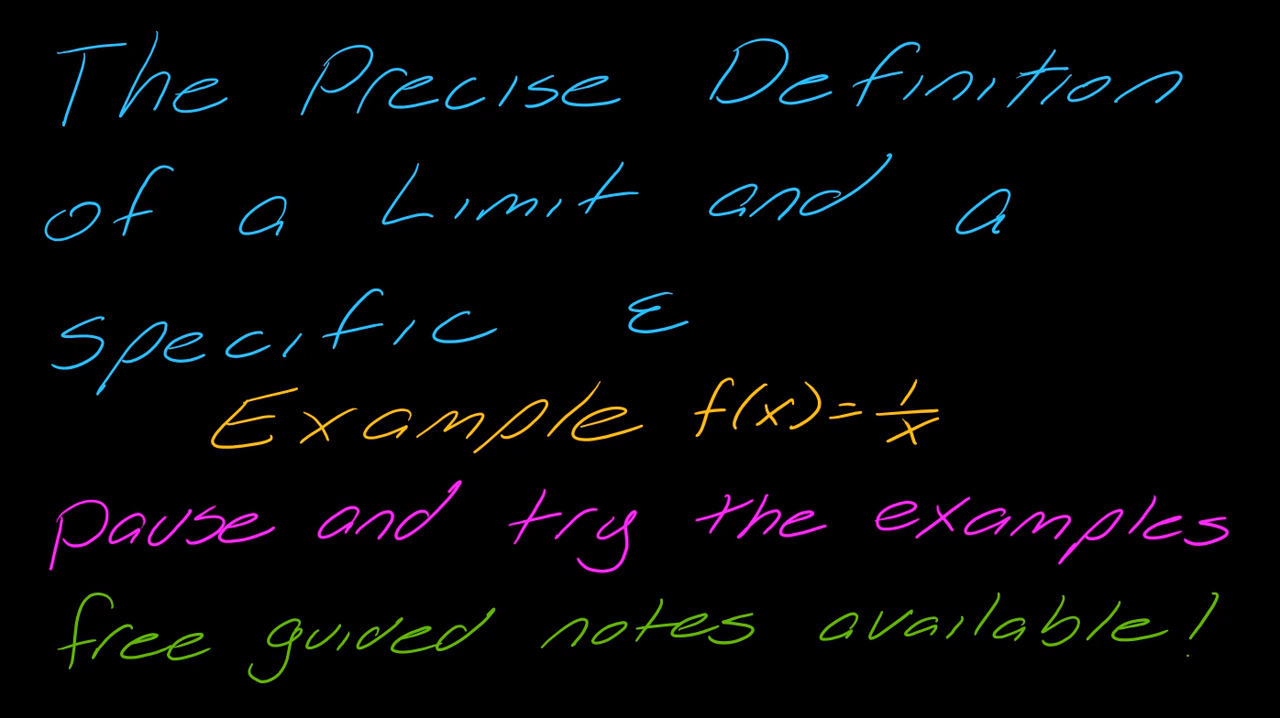 The Precise Definition
of a Limit and a
specific ε
Example f(x)=1/x
pause and try the examples
free guided notes available!